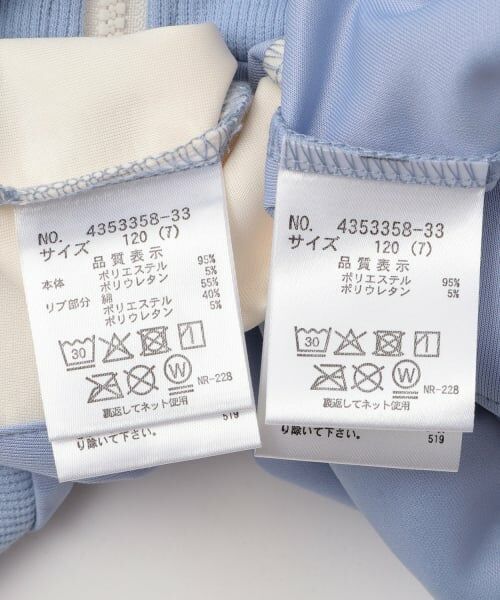 NO. 4353358-33
サイズ 120 (7)
品質表示
本体 ポリエステル 95%
ポリウレタン 5%
リブ部分 綿 55%
ポリエステル 40%
ポリウレタン 5%
30
W
NR-228
裏返してネット使用
り除いて下さい。
519
NO. 4353358-33
サイズ 120 (7)
品質表示
ポリエステル 95%
ポリウレタン 5%
30
W
NR-228
裏返してネット使用
り除いて下さい。
519